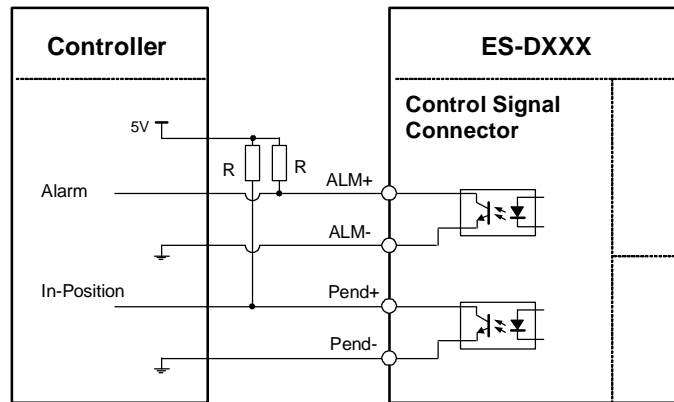 Controller
ES-DXXX
Control Signal
Connector
5V
R
R
Alarm
ALM+
ALM-
In-Position
Pend+
Pend-